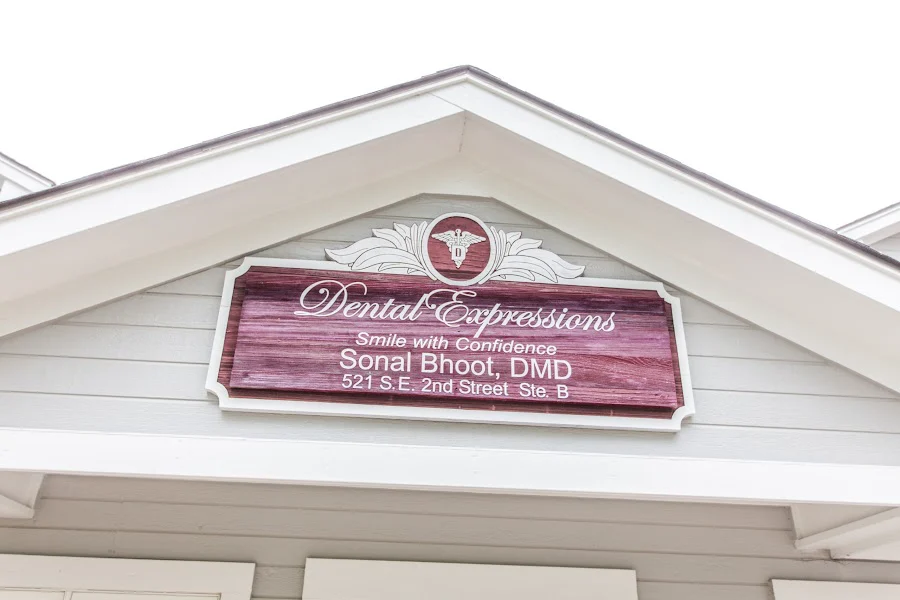 D
Dental Expressions
Smile with Confidence
Sonal Bhoot, DMD
521 S.E. 2nd Street Ste. B